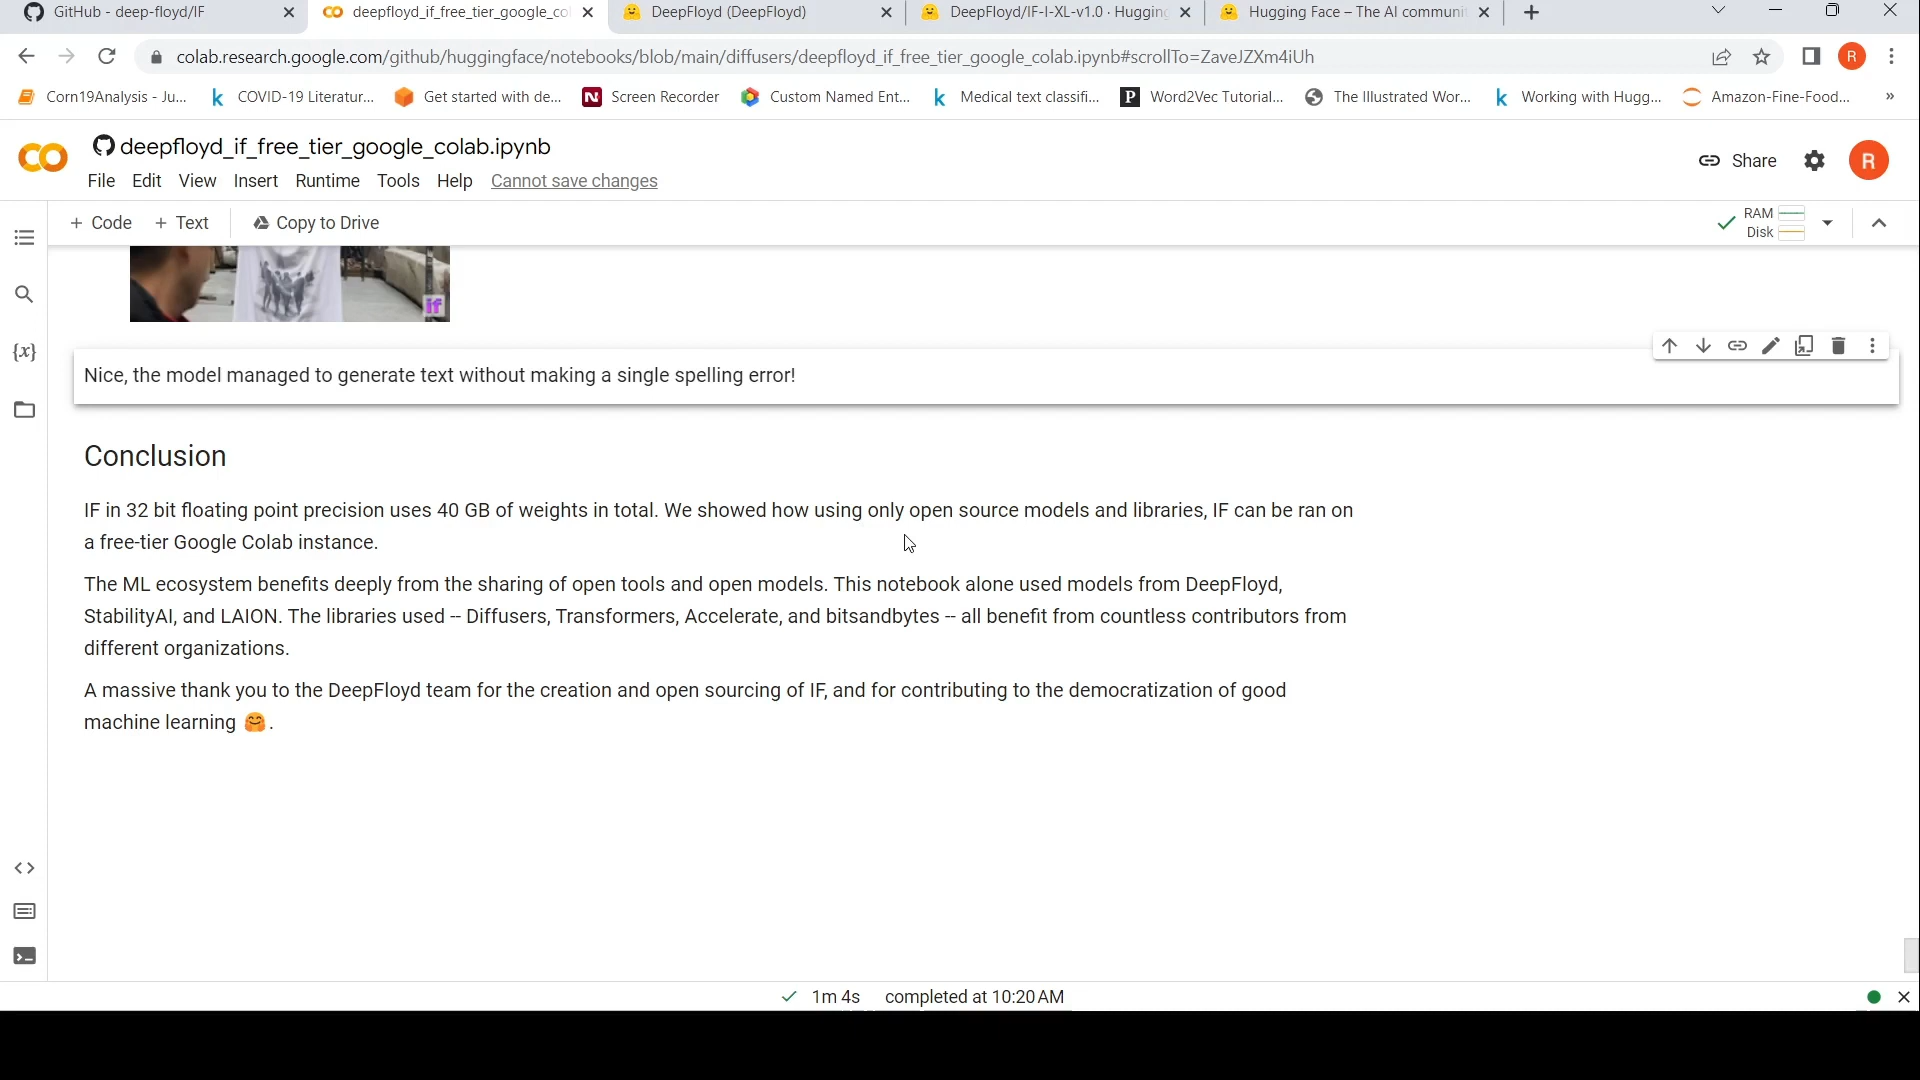 GitHub - deep-floyd/IF
deepfloyd_if_free_tier_google_co
DeepFloyd (DeepFloyd)
DeepFloyd/IF-I-XL-v1.0 · Hugging
Hugging Face – The AI communit
colab.research.google.com/github/huggingface/notebooks/blob/main/diffusers/deepfloyd_if_free_tier_google_colab.ipynb#scrollTo=ZaveJZXm4iUh
R
Corn19Analysis - Ju...
COVID-19 Literatur...
Get started with de...
Screen Recorder
Custom Named Ent...
Medical text classifi...
Word2Vec Tutorial...
The Illustrated Wor...
Working with Hugg...
Amazon-Fine-Food...
»
deepfloyd_if_free_tier_google_colab.ipynb
File Edit View Insert Runtime Tools Help Cannot save changes
Share
R
+ Code + Text Copy to Drive
RAM
Disk
if
{x}
Nice, the model managed to generate text without making a single spelling error!
Conclusion
IF in 32 bit floating point precision uses 40 GB of weights in total. We showed how using only open source models and libraries, IF can be ran on
a free-tier Google Colab instance.
The ML ecosystem benefits deeply from the sharing of open tools and open models. This notebook alone used models from DeepFloyd,
StabilityAI, and LAION. The libraries used -- Diffusers, Transformers, Accelerate, and bitsandbytes -- all benefit from countless contributors from
different organizations.
A massive thank you to the DeepFloyd team for the creation and open sourcing of IF, and for contributing to the democratization of good
machine learning 🤗.
1m 4s completed at 10:20 AM